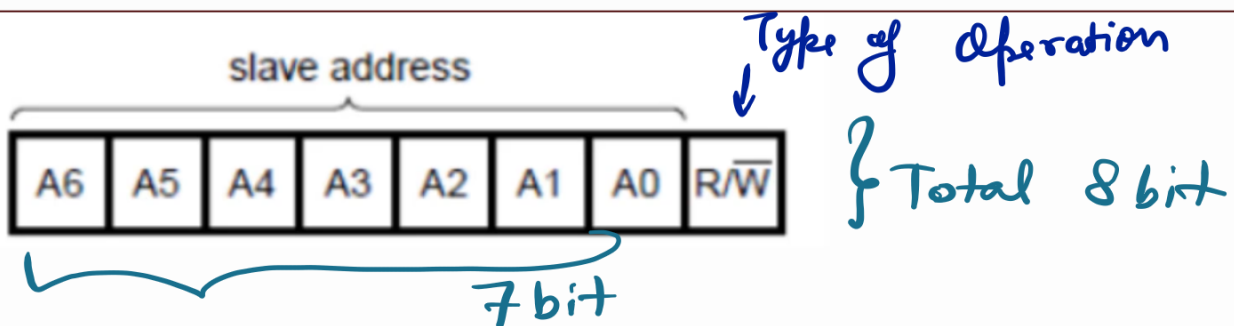 Type of operation
slave address
A6 A5 A4 A3 A2 A1 A0 R/W̅
} Total 8 bit
7 bit